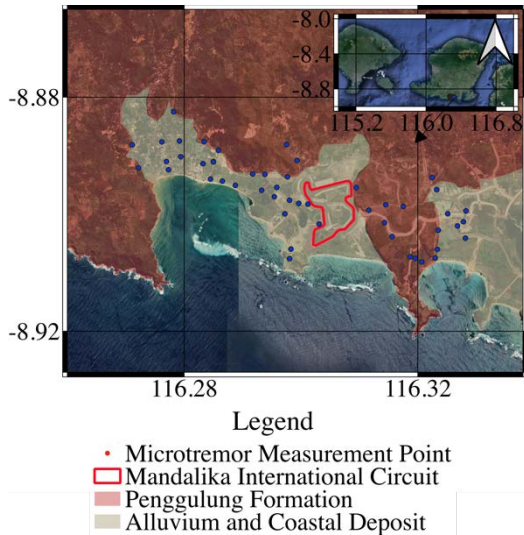 -8.0
-8.4
-8.8
115.2 116.0 116.8
-8.88
-8.92
116.28 116.32
Legend
Microtremor Measurement Point
Mandalika International Circuit
Penggulung Formation
Alluvium and Coastal Deposit